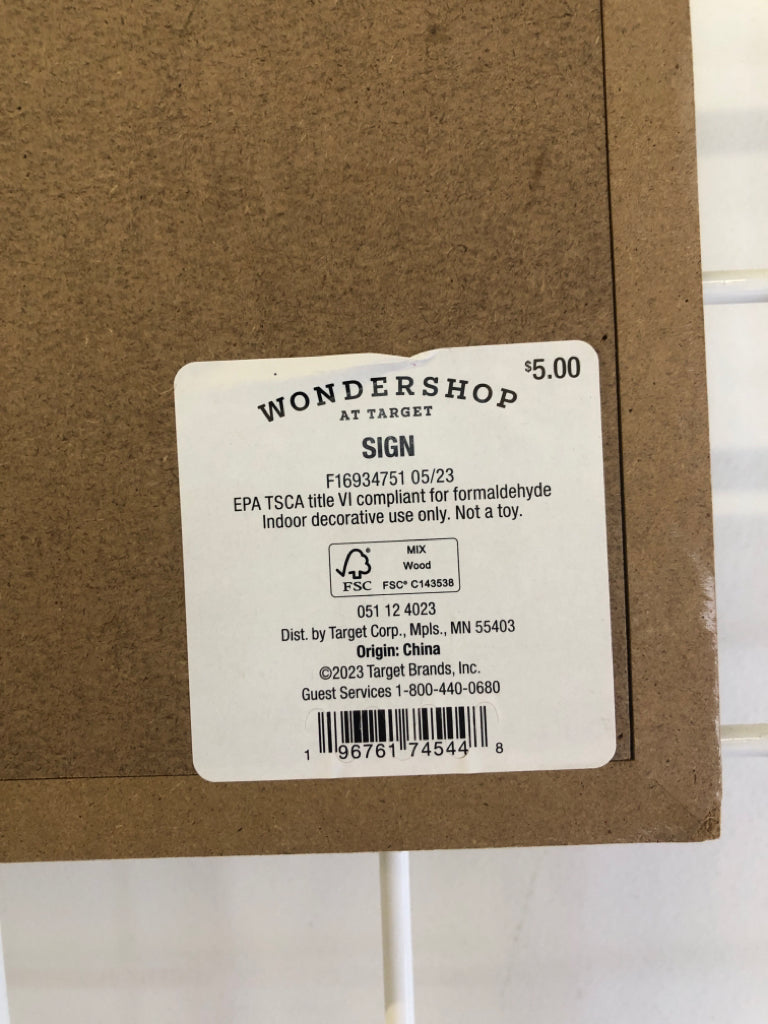 $5.00
WONDERSHOP
AT TARGET
SIGN
F16934751 05/23
EPA TSCA title VI compliant for formaldehyde
Indoor decorative use only. Not a toy.
MIX
Wood
FSC® C143538
FSC
051 12 4023
Dist. by Target Corp., Mpls., MN 55403
Origin: China
©2023 Target Brands, Inc.
Guest Services 1-800-440-0680
1 96761 74544 8